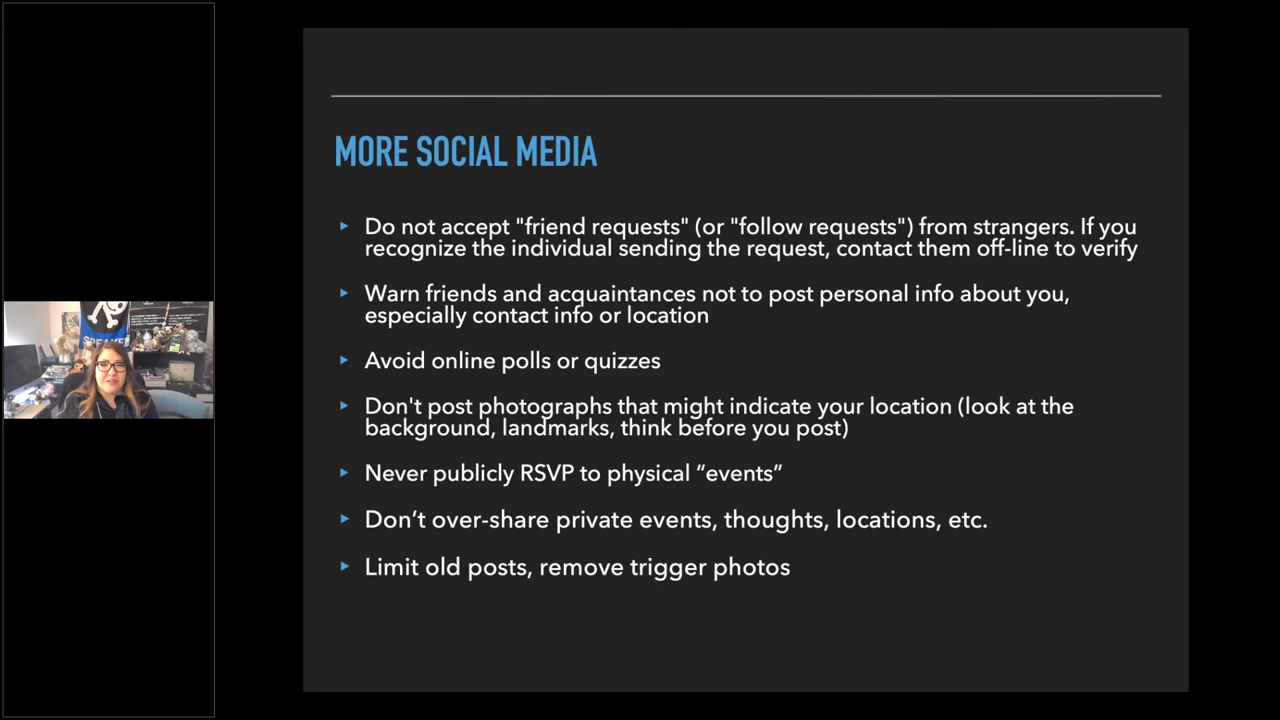 MORE SOCIAL MEDIA
Do not accept "friend requests" (or "follow requests") from strangers. If you
recognize the individual sending the request, contact them off-line to verify
Warn friends and acquaintances not to post personal info about you,
especially contact info or location
Avoid online polls or quizzes
Don't post photographs that might indicate your location (look at the
background, landmarks, think before you post)
Never publicly RSVP to physical “events“
Don’t over-share private events, thoughts, locations, etc.
Limit old posts, remove trigger photos
SPEAKER